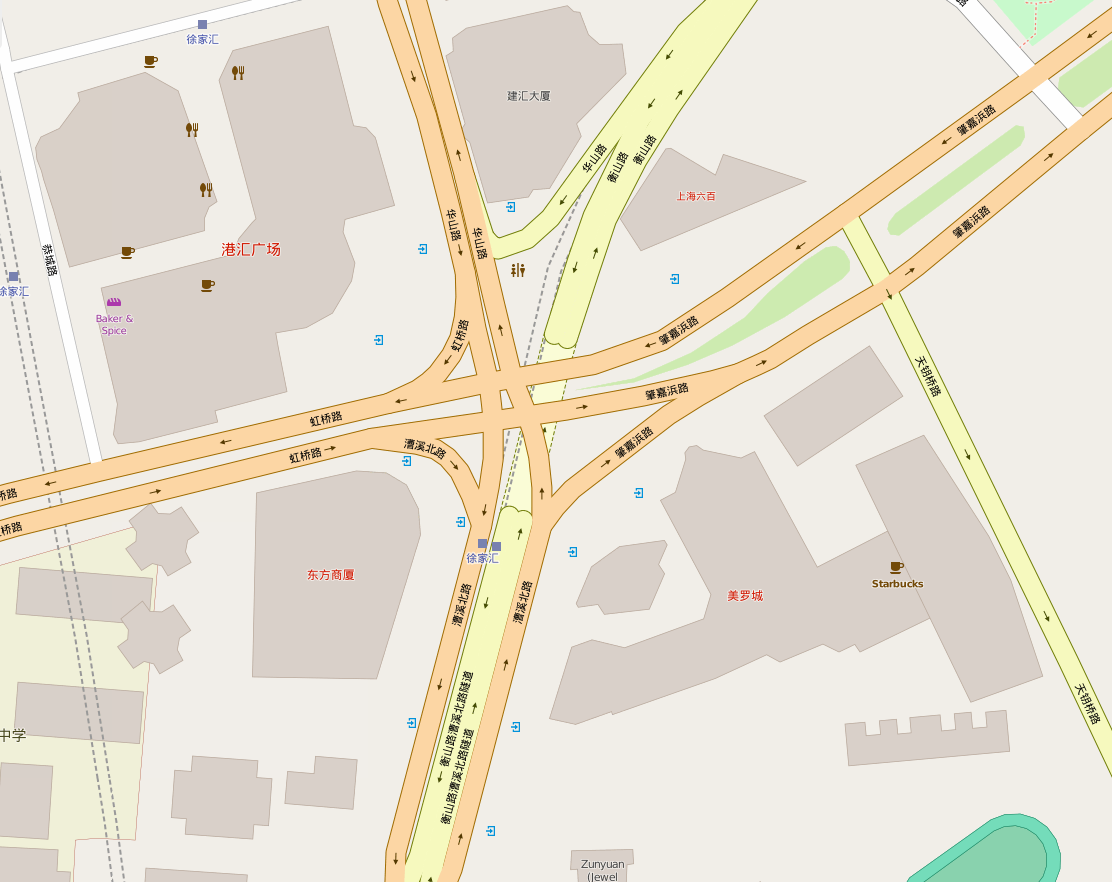 徐家汇
建汇大厦
华山路
衡山路
衡山路
肇嘉浜路
上海六百
肇嘉浜路
恭城路
港汇广场
华山路
华山路
徐家汇
Baker &
Spice
虹桥路
肇嘉浜路
天钥桥路
肇嘉浜路
虹桥路
漕溪北路
肇嘉浜路
虹桥路
桥路
桥路
徐家汇
东方商厦
漕溪北路
漕溪北路
美罗城
Starbucks
衡山路漕溪北路隧道
衡山路漕溪北路隧道
天钥桥路
中学
Zunyuan
(Jewel